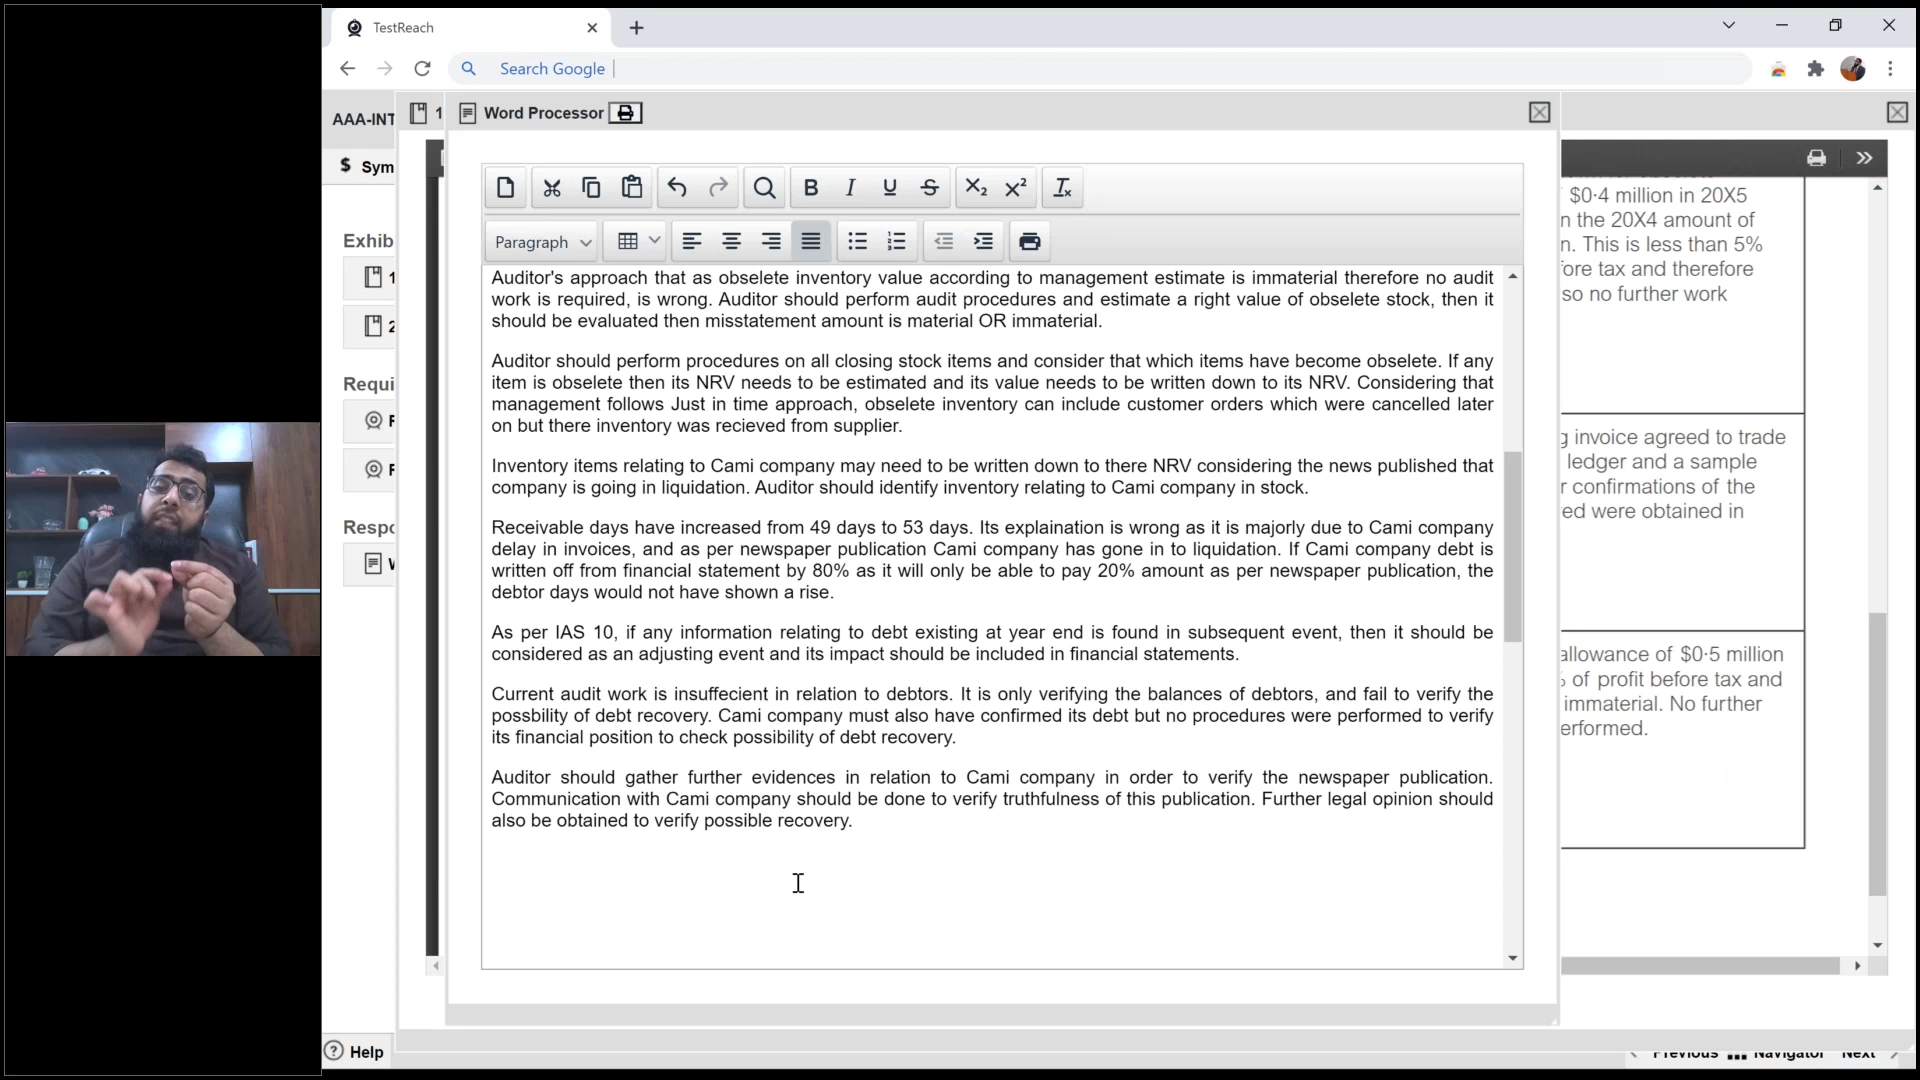 TestReach
Search Google
AAA-INT
1
Word Processor
$ Sym
Exhib
1
2
Requi
F
F
Respo
W
Paragraph
Auditor's approach that as obselete inventory value according to management estimate is immaterial therefore no audit
work is required, is wrong. Auditor should perform audit procedures and estimate a right value of obselete stock, then it
should be evaluated then misstatement amount is material OR immaterial.
Auditor should perform procedures on all closing stock items and consider that which items have become obselete. If any
item is obselete then its NRV needs to be estimated and its value needs to be written down to its NRV. Considering that
management follows Just in time approach, obselete inventory can include customer orders which were cancelled later
on but there inventory was recieved from supplier.
Inventory items relating to Cami company may need to be written down to there NRV considering the news published that
company is going in liquidation. Auditor should identify inventory relating to Cami company in stock.
Receivable days have increased from 49 days to 53 days. Its explaination is wrong as it is majorly due to Cami company
delay in invoices, and as per newspaper publication Cami company has gone in to liquidation. If Cami company debt is
written off from financial statement by 80% as it will only be able to pay 20% amount as per newspaper publication, the
debtor days would not have shown a rise.
As per IAS 10, if any information relating to debt existing at year end is found in subsequent event, then it should be
considered as an adjusting event and its impact should be included in financial statements.
Current audit work is insuffecient in relation to debtors. It is only verifying the balances of debtors, and fail to verify the
possbility of debt recovery. Cami company must also have confirmed its debt but no procedures were performed to verify
its financial position to check possibility of debt recovery.
Auditor should gather further evidences in relation to Cami company in order to verify the newspaper publication.
Communication with Cami company should be done to verify truthfulness of this publication. Further legal opinion should
also be obtained to verify possible recovery.
$0·4 million in 20X5
n the 20X4 amount of
n. This is less than 5%
fore tax and therefore
so no further work
g invoice agreed to trade
ledger and a sample
r confirmations of the
ed were obtained in
allowance of $0·5 million
of profit before tax and
immaterial. No further
erformed.
Help
Previous
Navigator
Next